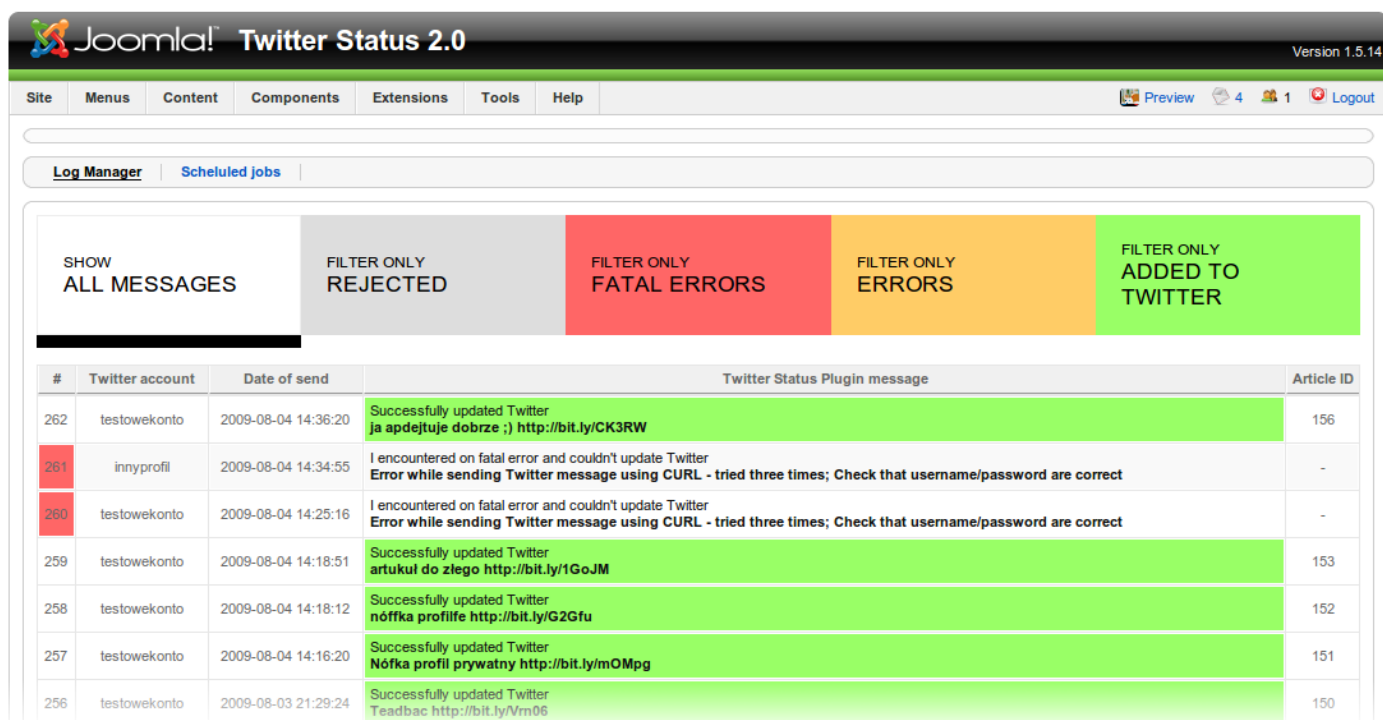 Joomla! Twitter Status 2.0
Version 1.5.14
Site Menus Content Components Extensions Tools Help Preview 4 1 Logout
Log Manager Scheluled jobs
SHOW
ALL MESSAGES
FILTER ONLY
REJECTED
FILTER ONLY
FATAL ERRORS
FILTER ONLY
ERRORS
FILTER ONLY
ADDED TO
TWITTER
# Twitter account Date of send Twitter Status Plugin message Article ID
262 testowekonto 2009-08-04 14:36:20 Successfully updated Twitter 156
ja apdejtuje dobrze ;) http://bit.ly/CK3RW
261 innyprofil 2009-08-04 14:34:55 I encountered on fatal error and couldn't update Twitter -
Error while sending Twitter message using CURL - tried three times; Check that username/password are correct
260 testowekonto 2009-08-04 14:25:16 I encountered on fatal error and couldn't update Twitter -
Error while sending Twitter message using CURL - tried three times; Check that username/password are correct
259 testowekonto 2009-08-04 14:18:51 Successfully updated Twitter 153
artukuł do złego http://bit.ly/1GoJM
258 testowekonto 2009-08-04 14:18:12 Successfully updated Twitter 152
nóffka profilfe http://bit.ly/G2Gfu
257 testowekonto 2009-08-04 14:16:20 Successfully updated Twitter 151
Nófka profil prywatny http://bit.ly/mOMpg
256 testowekonto 2009-08-03 21:29:24 Successfully updated Twitter 150
Teadbac http://bit.ly/Vrn06